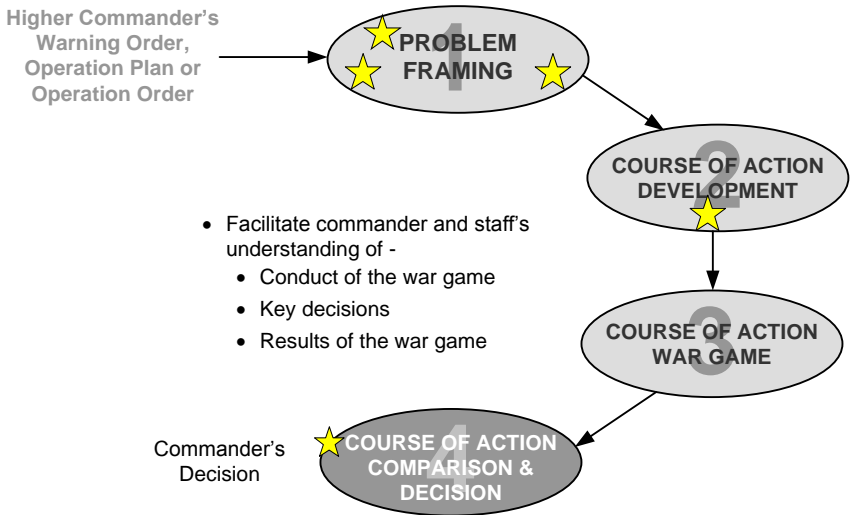 Higher Commander's
Warning Order,
Operation Plan or
Operation Order
1
PROBLEM
FRAMING
2
COURSE OF ACTION
DEVELOPMENT
• Facilitate commander and staff's
understanding of -
• Conduct of the war game
• Key decisions
• Results of the war game
3
COURSE OF ACTION
WAR GAME
Commander's
Decision
4
COURSE OF ACTION
COMPARISON &
DECISION